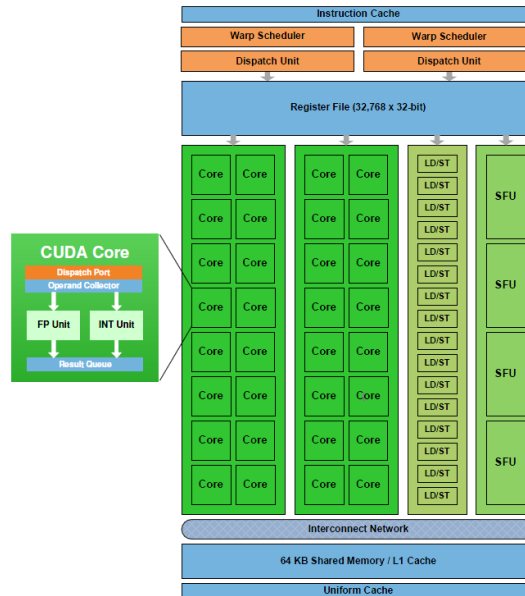 Instruction Cache
Warp Scheduler Warp Scheduler
Dispatch Unit Dispatch Unit
Register File (32,768 x 32-bit)
Core Core Core Core LD/ST SFU
LD/ST
Core Core Core Core LD/ST
LD/ST
Core Core Core Core LD/ST SFU
LD/ST
Core Core Core Core LD/ST
LD/ST
Core Core Core Core LD/ST SFU
LD/ST
Core Core Core Core LD/ST
LD/ST
Core Core Core Core LD/ST SFU
LD/ST
Core Core Core Core LD/ST
LD/ST
CUDA Core
Dispatch Port
Operand Collector
FP Unit INT Unit
Result Queue
Interconnect Network
64 KB Shared Memory / L1 Cache
Uniform Cache